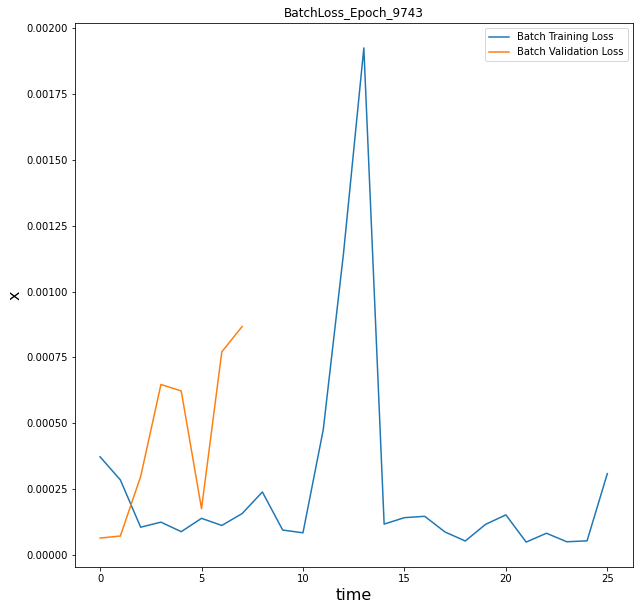 BatchLoss_Epoch_9743
Batch Training Loss
Batch Validation Loss
0.00200
0.00175
0.00150
0.00125
0.00100
0.00075
0.00050
0.00025
0.00000
x
0 5 10 15 20 25
time